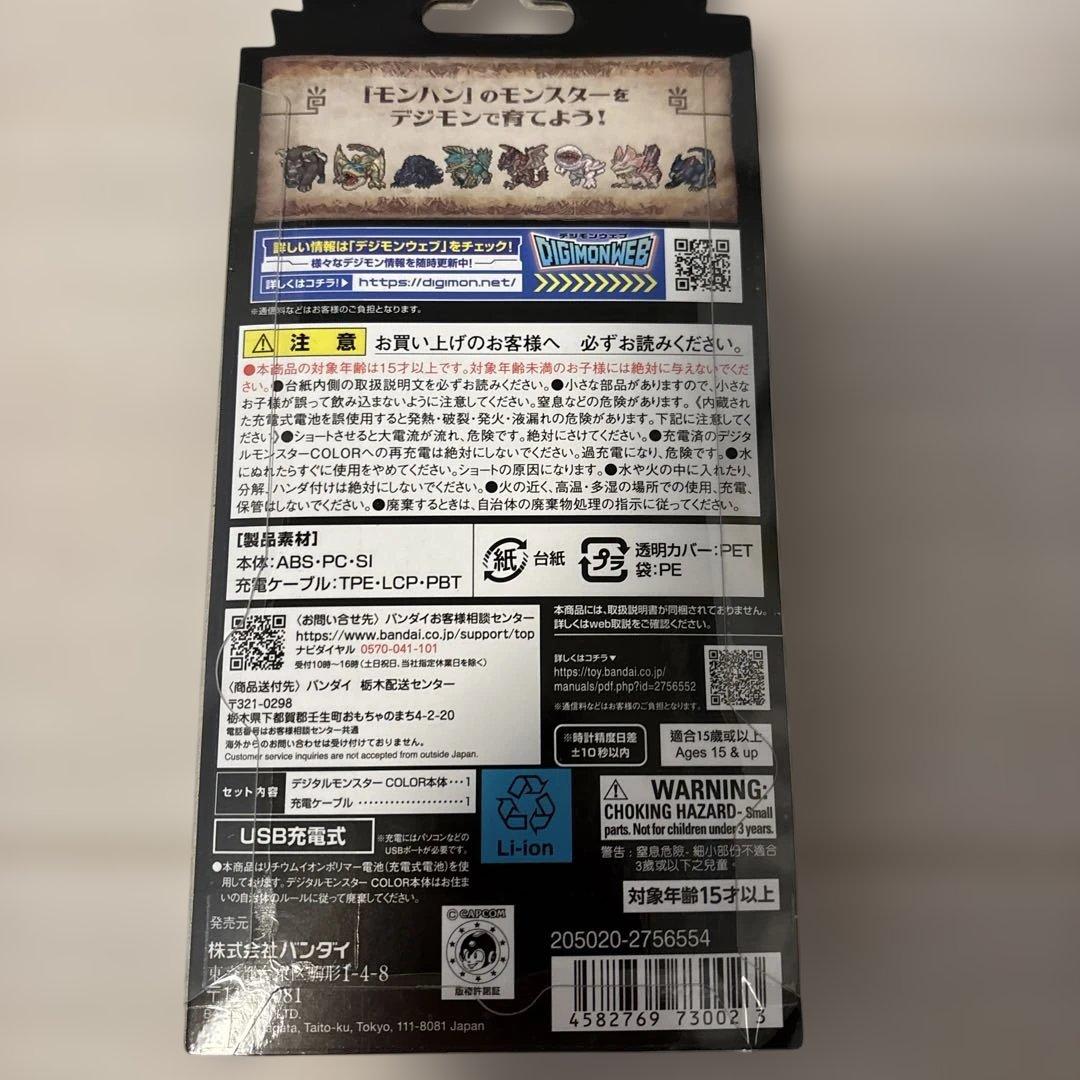 「モンハン」のモンスターを
デジモンで育てよう!
詳しい情報は「デジモンウェブ」をチェック!
様々なデジモン情報を随時更新中!
詳しくはコチラ!▶ https://digimon.net/
デジモンウェブ
DIGIMONWEB
※通信料などはお客様のご負担となります。
⚠ 注 意 お買い上げのお客様へ 必ずお読みください。
●本商品の対象年齢は15才以上です。対象年齢未満のお子様には絶対に与えないでくだ
さい。●台紙内側の取扱説明文を必ずお読みください。●小さな部品がありますので、小さな
お子様が誤って飲み込まないように注意してください。窒息などの危険があります。《内蔵され
た充電式電池を誤使用すると発熱・破裂・発火・液漏れの危険があります。下記に注意してく
ださい》●ショートさせると大電流が流れ、危険です。絶対にさけてください。●充電済のデジタ
ルモンスターCOLORへの再充電は絶対にしないでください。過充電になり、危険です。●水
にぬれたらすぐに使用をやめてください。ショートの原因になります。●水や火の中に入れたり、
分解、ハンダ付けは絶対にしないでください。●火の近く、高温・多湿の場所での使用、充電、
保管はしないでください。●廃棄するときは、自治体の廃棄物処理の指示に従ってください。
[製品素材]
本体:ABS・PC・SI
充電ケーブル:TPE・LCP・PBT
紙 台紙
プラ 透明カバー:PET
袋:PE
〈お問い合せ先〉バンダイお客様相談センター
https://www.bandai.co.jp/support/top
ナビダイヤル 0570-041-101
受付10時〜16時(土日祝日、当社指定休業日を除く)
〈商品送付先〉バンダイ 栃木配送センター
〒321-0298
栃木県下都賀郡壬生町おもちゃのまち4-2-20
電話番号はお客様相談センター共通
海外からのお問い合わせは受け付けておりません。
Customer service inquiries are not accepted from outside Japan.
本商品には、取扱説明書が同梱されておりません。
詳しくはweb取説をご確認ください。
詳しくはコチラ▼
https://toy.bandai.co.jp/
manuals/pdf.php?id=2756552
※通信料などはお客様のご負担となります。
※時計精度日差
±10秒以内
適合15歲或以上
Ages 15 & up
セット内容
デジタルモンスター COLOR本体・・・1
充電ケーブル・・・・・・・・・・・・・・・・・・・・1
USB充電式
※充電にはパソコンなどの
USBポートが必要です。
●本商品はリチウムイオンポリマー電池(充電式電池)を使
用しております。デジタルモンスター COLOR本体はお住ま
いの自治体のルールに従って廃棄してください。
Li-ion
⚠ WARNING:
CHOKING HAZARD- Small
parts. Not for children under 3 years.
警告:窒息危險-細小部份不適合
3歲或以下之兒童。
対象年齢15才以上
発売元
株式会社バンダイ
1-4-8
Taito-ku, Tokyo, 111-8081 Japan
©CAPCOM
版権許諾証
205020-2756554
4582769 73002 3